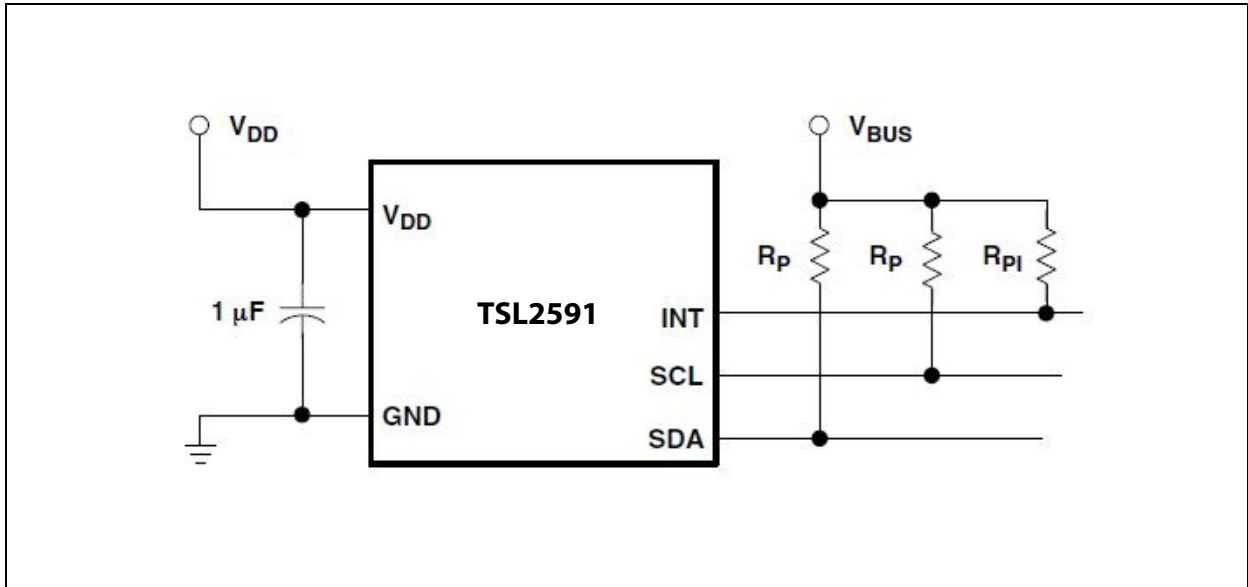 VDD
VBUS
VDD
RP RP RPI
1 μF
TSL2591
INT
SCL
GND
SDA